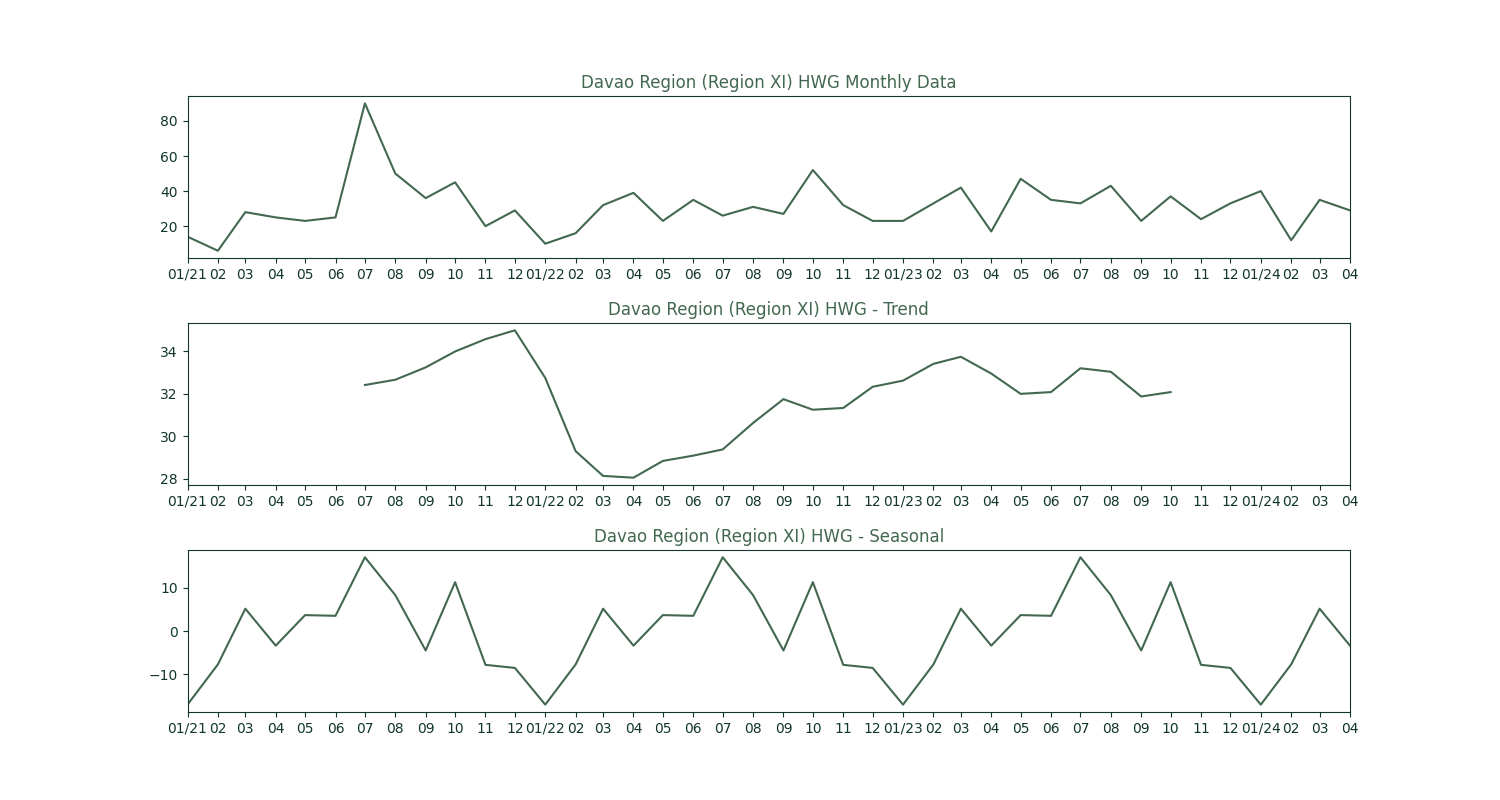 Davao Region (Region XI) HWG Monthly Data
80
60
40
20
01/21 02 03 04 05 06 07 08 09 10 11 12 01/22 02 03 04 05 06 07 08 09 10 11 12 01/23 02 03 04 05 06 07 08 09 10 11 12 01/24 02 03 04
Davao Region (Region XI) HWG - Trend
34
32
30
28
01/21 02 03 04 05 06 07 08 09 10 11 12 01/22 02 03 04 05 06 07 08 09 10 11 12 01/23 02 03 04 05 06 07 08 09 10 11 12 01/24 02 03 04
Davao Region (Region XI) HWG - Seasonal
10
0
−10
01/21 02 03 04 05 06 07 08 09 10 11 12 01/22 02 03 04 05 06 07 08 09 10 11 12 01/23 02 03 04 05 06 07 08 09 10 11 12 01/24 02 03 04